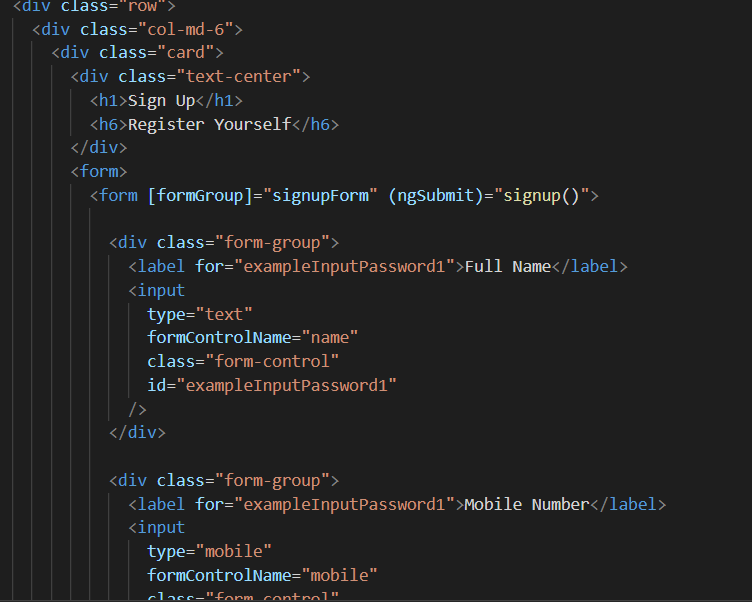 <div class="row">
<div class="col-md-6">
<div class="card">
<div class="text-center">
<h1>Sign Up</h1>
<h6>Register Yourself</h6>
</div>
<form>
<form [formGroup]="signupForm" (ngSubmit)="signup()">
<div class="form-group">
<label for="exampleInputPassword1">Full Name</label>
<input
type="text"
formControlName="name"
class="form-control"
id="exampleInputPassword1"
/>
</div>
<div class="form-group">
<label for="exampleInputPassword1">Mobile Number</label>
<input
type="mobile"
formControlName="mobile"
class="form-control"